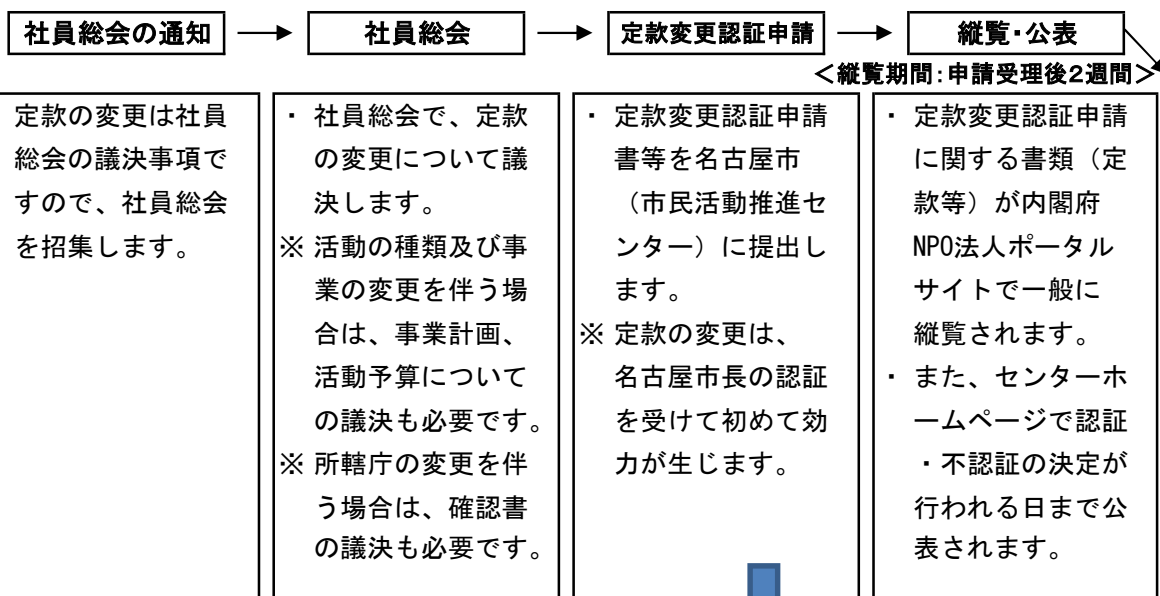 社員総会の通知
社員総会
定款変更認証申請
縦覧・公表
＜縦覧期間：申請受理後２週間＞
定款の変更は社員
総会の議決事項で
すので、社員総会
を招集します。
・ 社員総会で、定款
の変更について議
決します。
※ 活動の種類及び事
業の変更を伴う場
合は、事業計画、
活動予算について
の議決も必要です。
※ 所轄庁の変更を伴
う場合は、確認書
の議決も必要です。
・ 定款変更認証申請
書等を名古屋市
（市民活動推進セ
ンター）に提出し
ます。
※ 定款の変更は、
名古屋市長の認証
を受けて初めて効
力が生じます。
・ 定款変更認証申請
に関する書類（定
款等）が内閣府
NPO法人ポータル
サイトで一般に
縦覧されます。
・ また、センターホ
ームページで認証
・不認証の決定が
行われる日まで公
表されます。